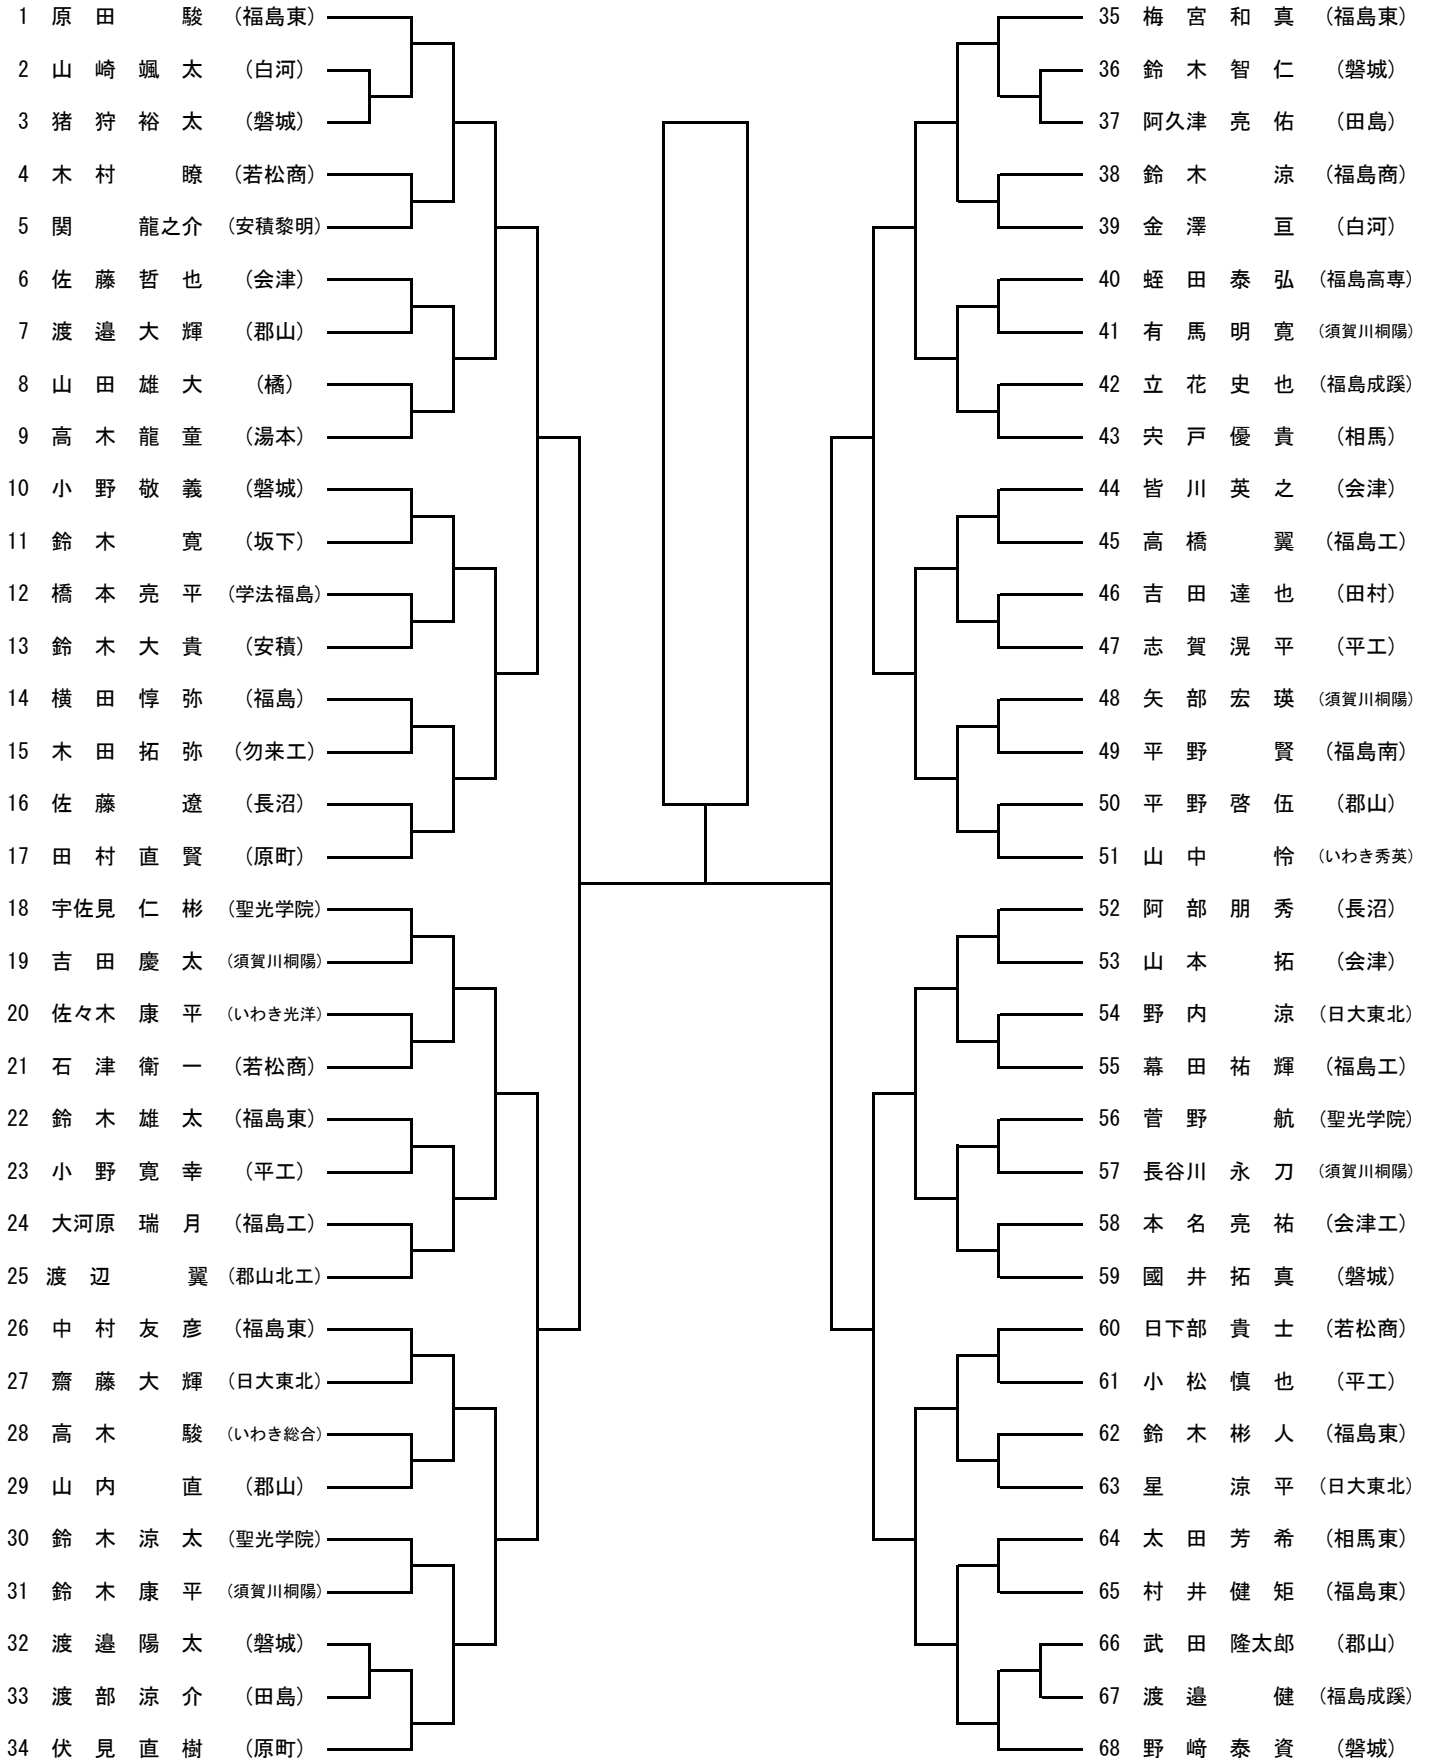 1 原田 駿 (福島東)
2 山崎颯太 (白河)
3 猪狩裕太 (磐城)
4 木村 瞭 (若松商)
5 関 龍之介 (安積黎明)
6 佐藤哲也 (会津)
7 渡邉大輝 (郡山)
8 山田雄大 (橘)
9 高木龍童 (湯本)
10 小野敬義 (磐城)
11 鈴木 寛 (坂下)
12 橋本亮平 (学法福島)
13 鈴木大貴 (安積)
14 横田惇弥 (福島)
15 木田拓弥 (勿来工)
16 佐藤 遼 (長沼)
17 田村直賢 (原町)
18 宇佐見仁彬 (聖光学院)
19 吉田慶太 (須賀川桐陽)
20 佐々木康平 (いわき光洋)
21 石津衛一 (若松商)
22 鈴木雄太 (福島東)
23 小野寛幸 (平工)
24 大河原瑞月 (福島工)
25 渡辺 翼 (郡山北工)
26 中村友彦 (福島東)
27 齋藤大輝 (日大東北)
28 高木 駿 (いわき総合)
29 山内 直 (郡山)
30 鈴木涼太 (聖光学院)
31 鈴木康平 (須賀川桐陽)
32 渡邉陽太 (磐城)
33 渡部涼介 (田島)
34 伏見直樹 (原町)
35 梅宮和真 (福島東)
36 鈴木智仁 (磐城)
37 阿久津亮佑 (田島)
38 鈴木 涼 (福島商)
39 金澤 亘 (白河)
40 蛭田泰弘 (福島高専)
41 有馬明寛 (須賀川桐陽)
42 立花史也 (福島成蹊)
43 宍戸優貴 (相馬)
44 皆川英之 (会津)
45 高橋 翼 (福島工)
46 吉田達也 (田村)
47 志賀滉平 (平工)
48 矢部宏瑛 (須賀川桐陽)
49 平野 賢 (福島南)
50 平野啓伍 (郡山)
51 山中 怜 (いわき秀英)
52 阿部朋秀 (長沼)
53 山本 拓 (会津)
54 野内 涼 (日大東北)
55 幕田祐輝 (福島工)
56 菅野 航 (聖光学院)
57 長谷川永刀 (須賀川桐陽)
58 本名亮祐 (会津工)
59 國井拓真 (磐城)
60 日下部貴士 (若松商)
61 小松慎也 (平工)
62 鈴木彬人 (福島東)
63 星 涼平 (日大東北)
64 太田芳希 (相馬東)
65 村井健矩 (福島東)
66 武田隆太郎 (郡山)
67 渡邉 健 (福島成蹊)
68 野﨑泰資 (磐城)